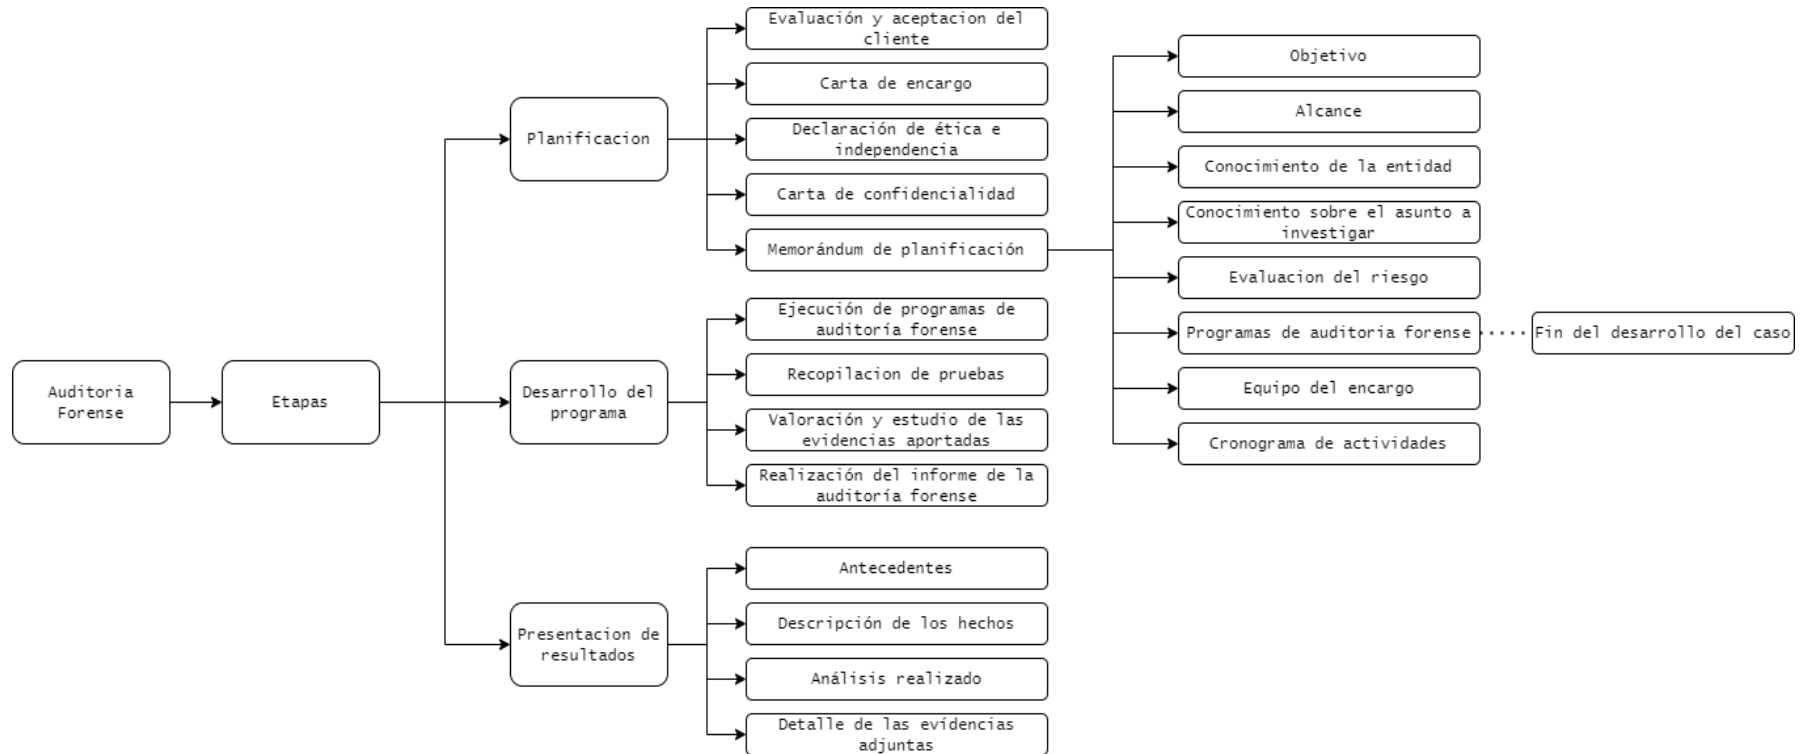 Auditoria
Forense
Etapas
Planificacion
Evaluación y aceptacion del
cliente
Carta de encargo
Declaración de ética e
independencia
Carta de confidencialidad
Memorándum de planificación
Objetivo
Alcance
Conocimiento de la entidad
Conocimiento sobre el asunto a
investigar
Evaluacion del riesgo
Programas de auditoria forense
Fin del desarrollo del caso
Equipo del encargo
Cronograma de actividades
Desarrollo del
programa
Ejecución de programas de
auditoría forense
Recopilacion de pruebas
Valoración y estudio de las
evidencias aportadas
Realización del informe de la
auditoría forense
Presentacion de
resultados
Antecedentes
Descripción de los hechos
Análisis realizado
Detalle de las evídencias
adjuntas